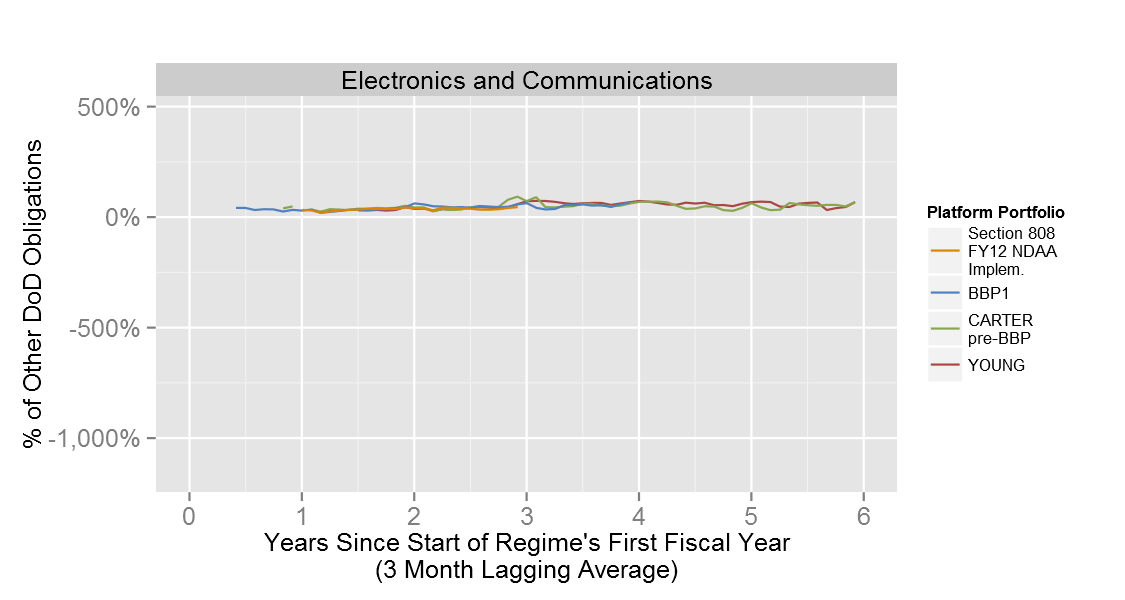 Electronics and Communications
500%
0%
-500%
-1,000%
% of Other DoD Obligations
0 1 2 3 4 5 6
Years Since Start of Regime's First Fiscal Year
(3 Month Lagging Average)
Platform Portfolio
Section 808
FY12 NDAA
Implem.
BBP1
CARTER
pre-BBP
YOUNG